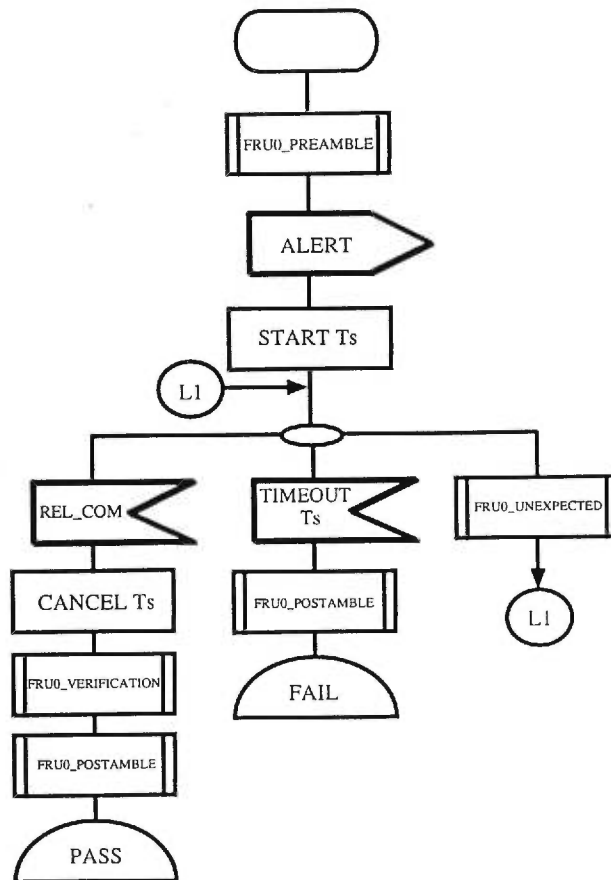 FRU0_PREAMBLE
ALERT
START Ts
L1
REL_COM
TIMEOUT
Ts
FRU0_UNEXPECTED
CANCEL Ts
FRU0_POSTAMBLE
L1
FRU0_VERIFICATION
FAIL
FRU0_POSTAMBLE
PASS